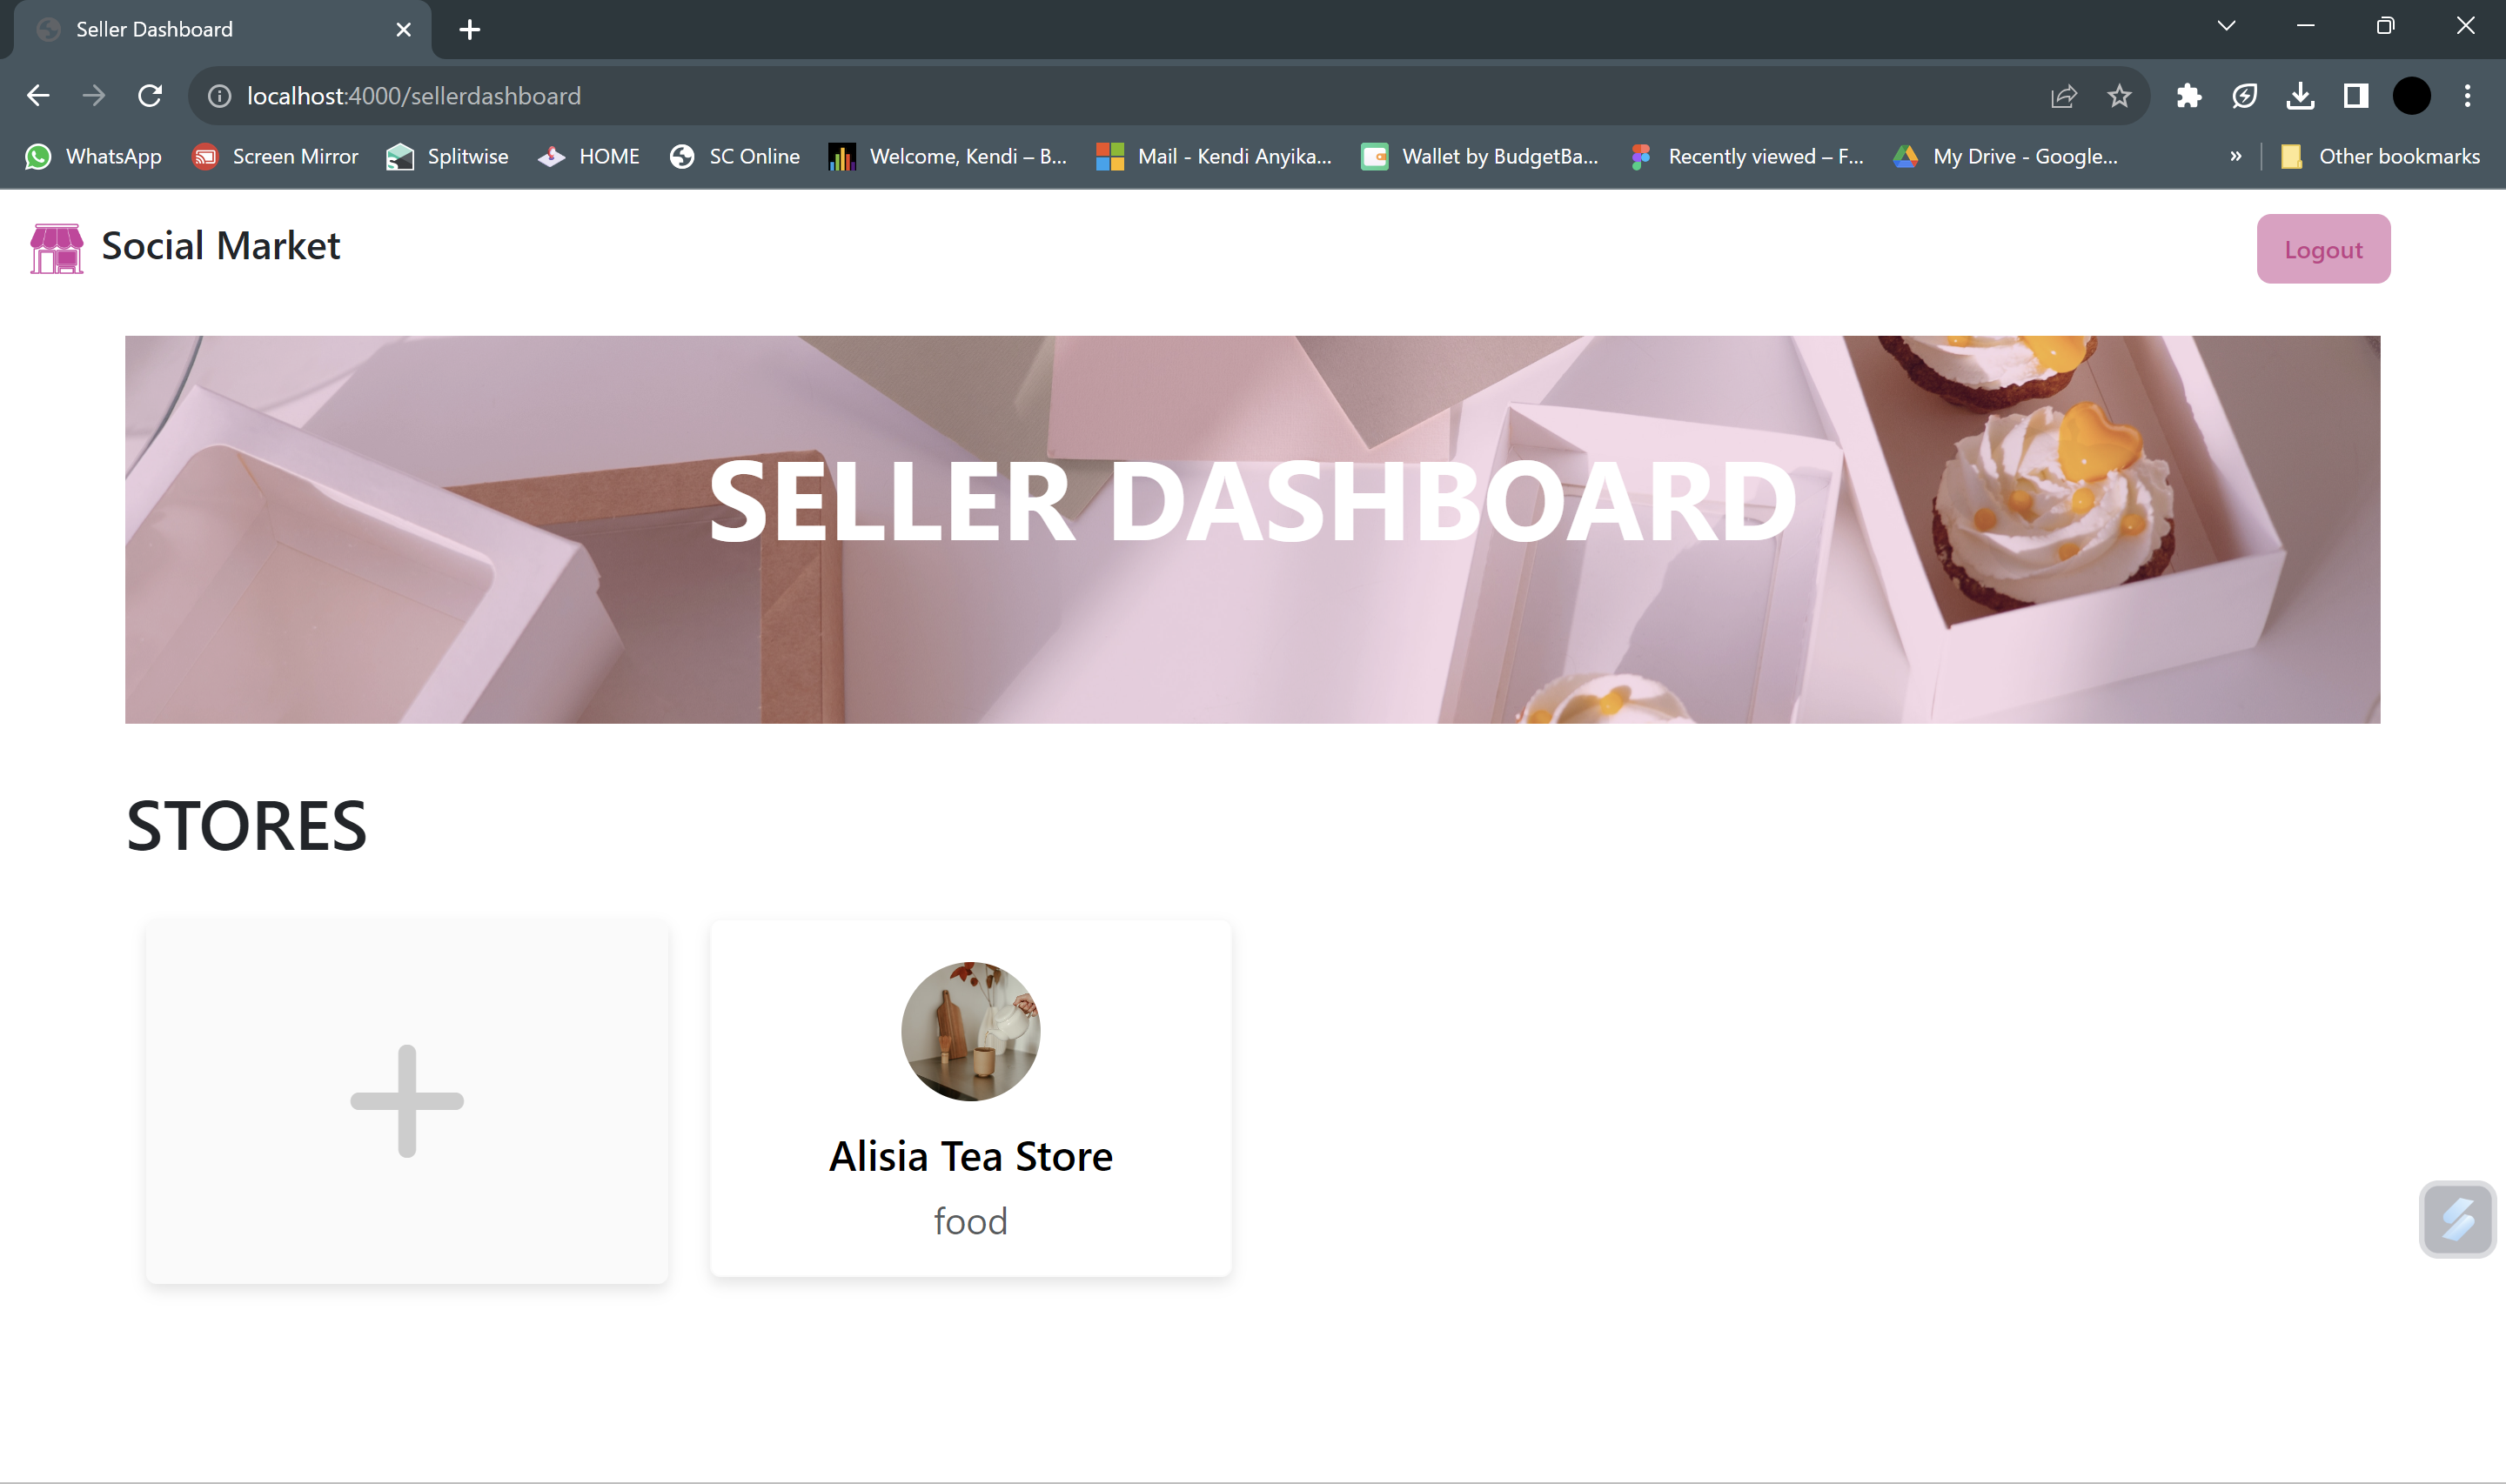 Seller Dashboard
localhost:4000/sellerdashboard
WhatsApp
Screen Mirror
Splitwise
HOME
SC Online
Welcome, Kendi – B...
Mail - Kendi Anyika...
Wallet by BudgetBa...
Recently viewed – F...
My Drive - Google...
»
Other bookmarks
Social Market
Logout
SELLER DASHBOARD
STORES
Alisia Tea Store
food